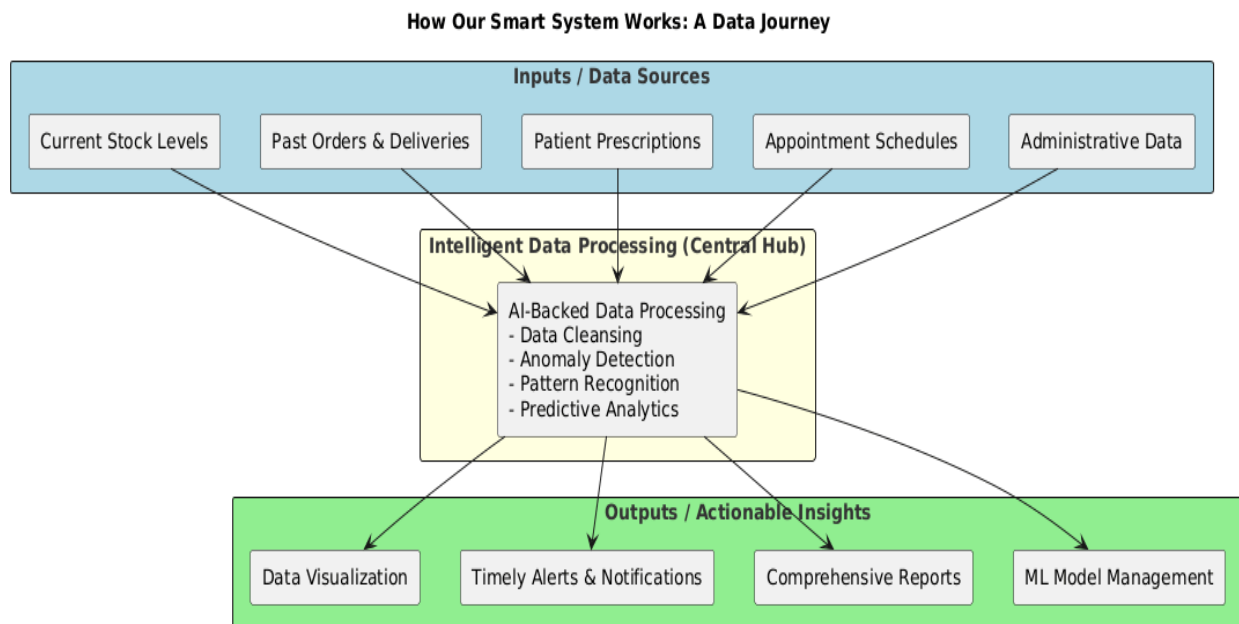 How Our Smart System Works: A Data Journey
Inputs / Data Sources
Current Stock Levels
Past Orders & Deliveries
Patient Prescriptions
Appointment Schedules
Administrative Data
Intelligent Data Processing (Central Hub)
AI-Backed Data Processing
- Data Cleansing
- Anomaly Detection
- Pattern Recognition
- Predictive Analytics
Outputs / Actionable Insights
Data Visualization
Timely Alerts & Notifications
Comprehensive Reports
ML Model Management